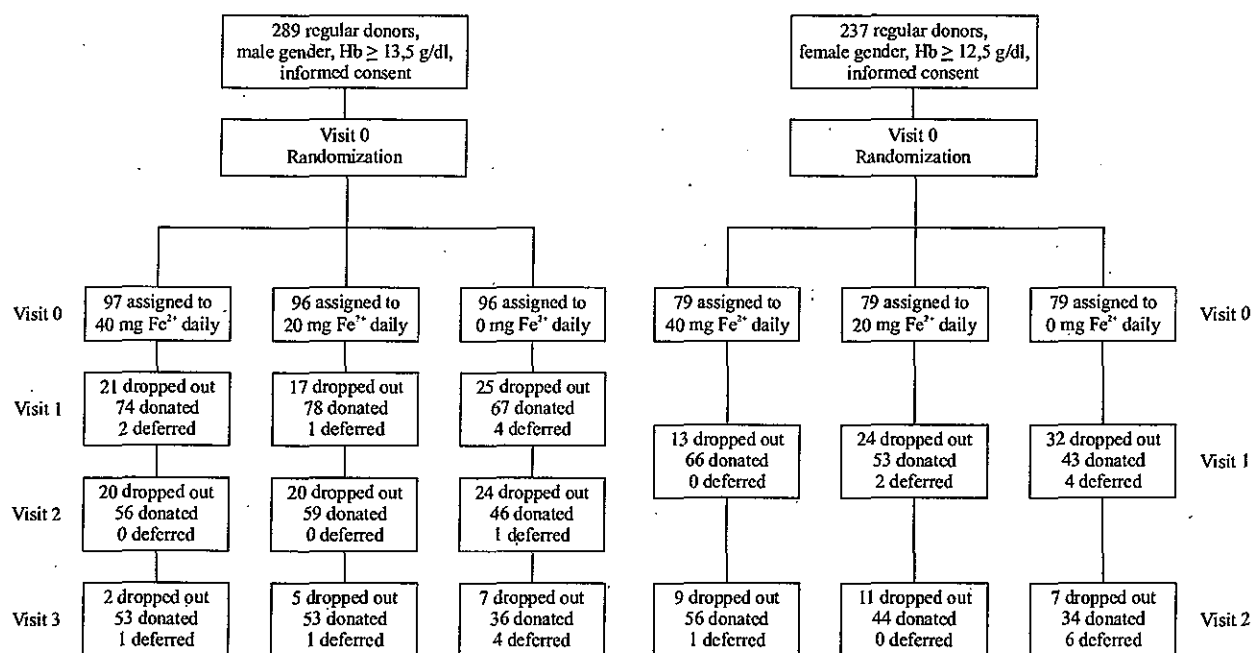 289 regular donors,
male gender, Hb ≥ 13,5 g/dl,
informed consent
237 regular donors,
female gender, Hb ≥ 12,5 g/dl,
informed consent
Visit 0
Randomization
Visit 0
Randomization
Visit 0
97 assigned to
40 mg Fe²⁺ daily
96 assigned to
20 mg Fe²⁺ daily
96 assigned to
0 mg Fe²⁺ daily
79 assigned to
40 mg Fe²⁺ daily
79 assigned to
20 mg Fe²⁺ daily
79 assigned to
0 mg Fe²⁺ daily
Visit 0
Visit 1
21 dropped out
74 donated
2 deferred
17 dropped out
78 donated
1 deferred
25 dropped out
67 donated
4 deferred
13 dropped out
66 donated
0 deferred
24 dropped out
53 donated
2 deferred
32 dropped out
43 donated
4 deferred
Visit 1
Visit 2
20 dropped out
56 donated
0 deferred
20 dropped out
59 donated
0 deferred
24 dropped out
46 donated
1 deferred
Visit 3
2 dropped out
53 donated
1 deferred
5 dropped out
53 donated
1 deferred
7 dropped out
36 donated
4 deferred
9 dropped out
56 donated
1 deferred
11 dropped out
44 donated
0 deferred
7 dropped out
34 donated
6 deferred
Visit 2